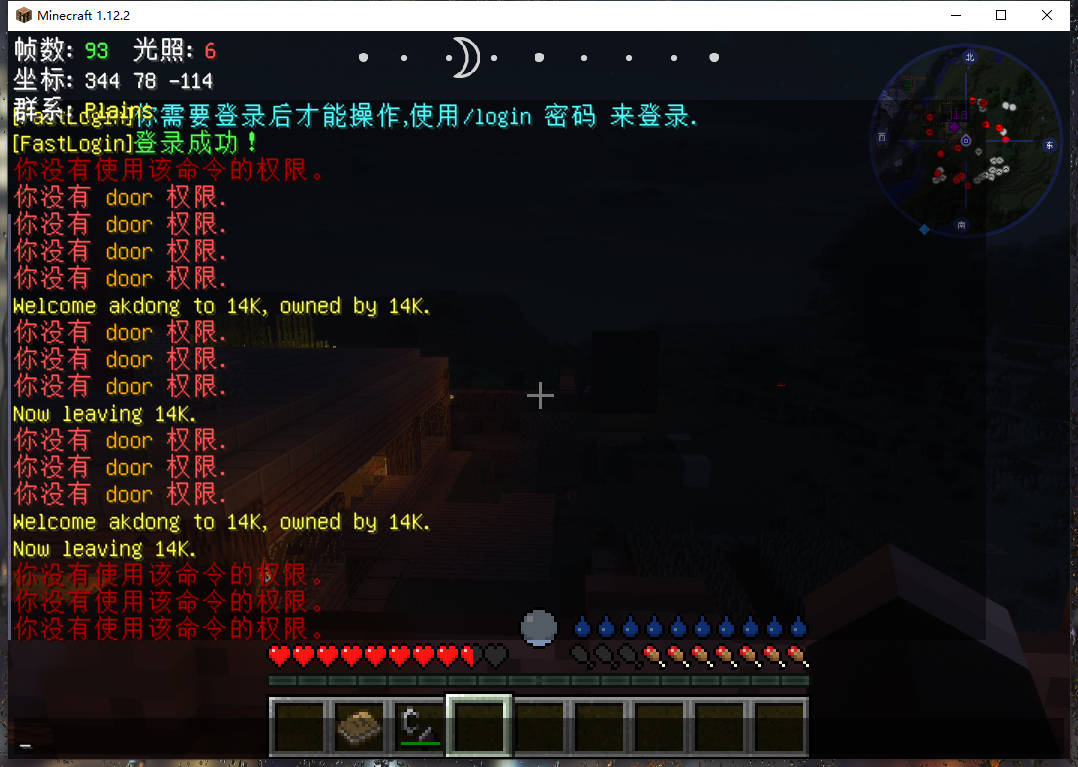 Minecraft 1.12.2
帧数: 93 光照: 6
坐标: 344 78 -114
群系: Plains
[FastLogin]你需要登录后才能操作,使用/login 密码 来登录.
[FastLogin]登录成功！
你没有使用该命令的权限。
你没有 door 权限.
你没有 door 权限.
你没有 door 权限.
你没有 door 权限.
Welcome akdong to 14K, owned by 14K.
你没有 door 权限.
你没有 door 权限.
你没有 door 权限.
Now leaving 14K.
你没有 door 权限.
你没有 door 权限.
你没有 door 权限.
Welcome akdong to 14K, owned by 14K.
Now leaving 14K.
你没有使用该命令的权限。
你没有使用该命令的权限。
你没有使用该命令的权限。
北
西
东
南